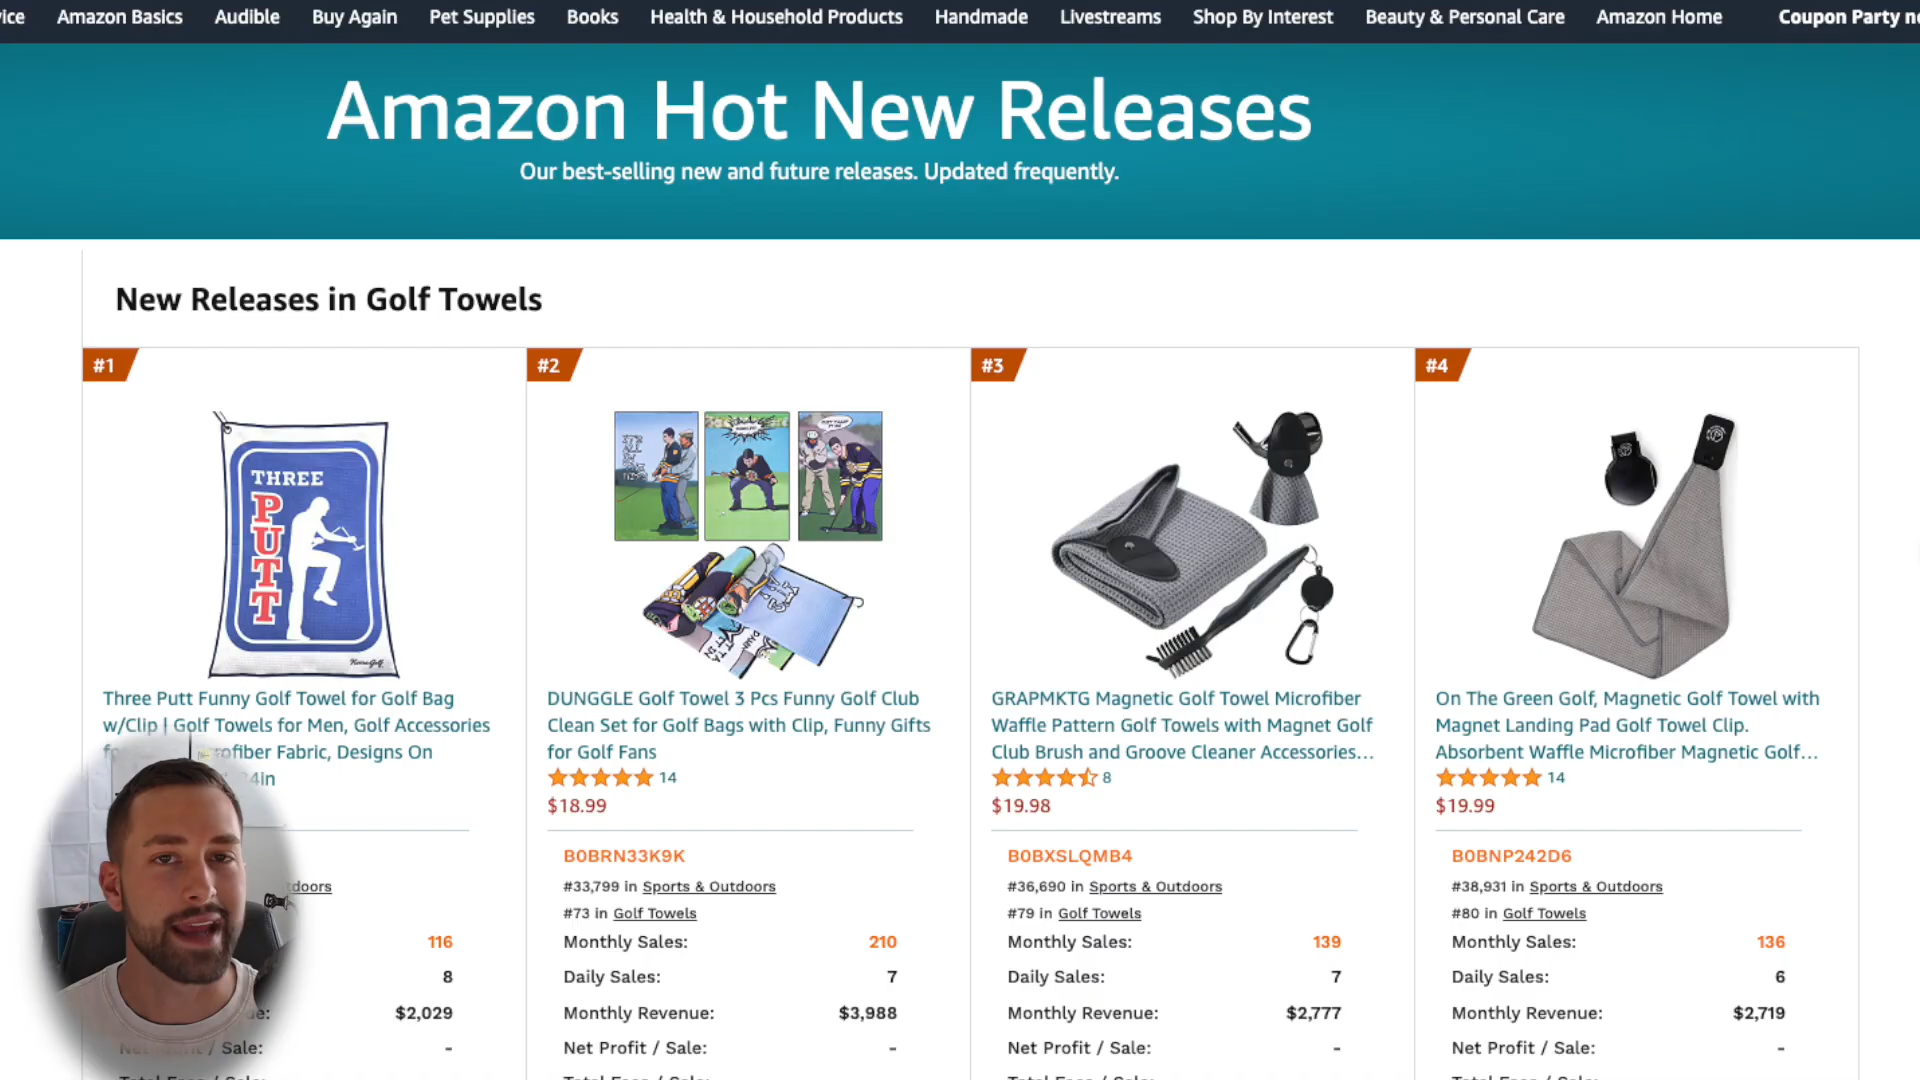 Amazon Basics Audible Buy Again Pet Supplies Books Health & Household Products Handmade Livestreams Shop By Interest Beauty & Personal Care Amazon Home Coupon Party
Amazon Hot New Releases
Our best-selling new and future releases. Updated frequently.
New Releases in Golf Towels
#1
THREE
PUTT
Three Putt Funny Golf Towel for Golf Bag
w/Clip | Golf Towels for Men, Golf Accessories
Fabric, Designs On
116
8
$2,029
/ Sale:
-
#2
DUNGGLE Golf Towel 3 Pcs Funny Golf Club
Clean Set for Golf Bags with Clip, Funny Gifts
for Golf Fans
14
$18.99
B0BRN33K9K
#33,799 in Sports & Outdoors
#73 in Golf Towels
Monthly Sales: 210
Daily Sales: 7
Monthly Revenue: $3,988
Net Profit / Sale: -
#3
GRAPMKTG Magnetic Golf Towel Microfiber
Waffle Pattern Golf Towels with Magnet Golf
Club Brush and Groove Cleaner Accessories…
8
$19.98
B0BXSLQMB4
#36,690 in Sports & Outdoors
#79 in Golf Towels
Monthly Sales: 139
Daily Sales: 7
Monthly Revenue: $2,777
Net Profit / Sale: -
#4
On The Green Golf, Magnetic Golf Towel with
Magnet Landing Pad Golf Towel Clip.
Absorbent Waffle Microfiber Magnetic Golf…
14
$19.99
B0BNP242D6
#38,931 in Sports & Outdoors
#80 in Golf Towels
Monthly Sales: 136
Daily Sales: 6
Monthly Revenue: $2,719
Net Profit / Sale: -